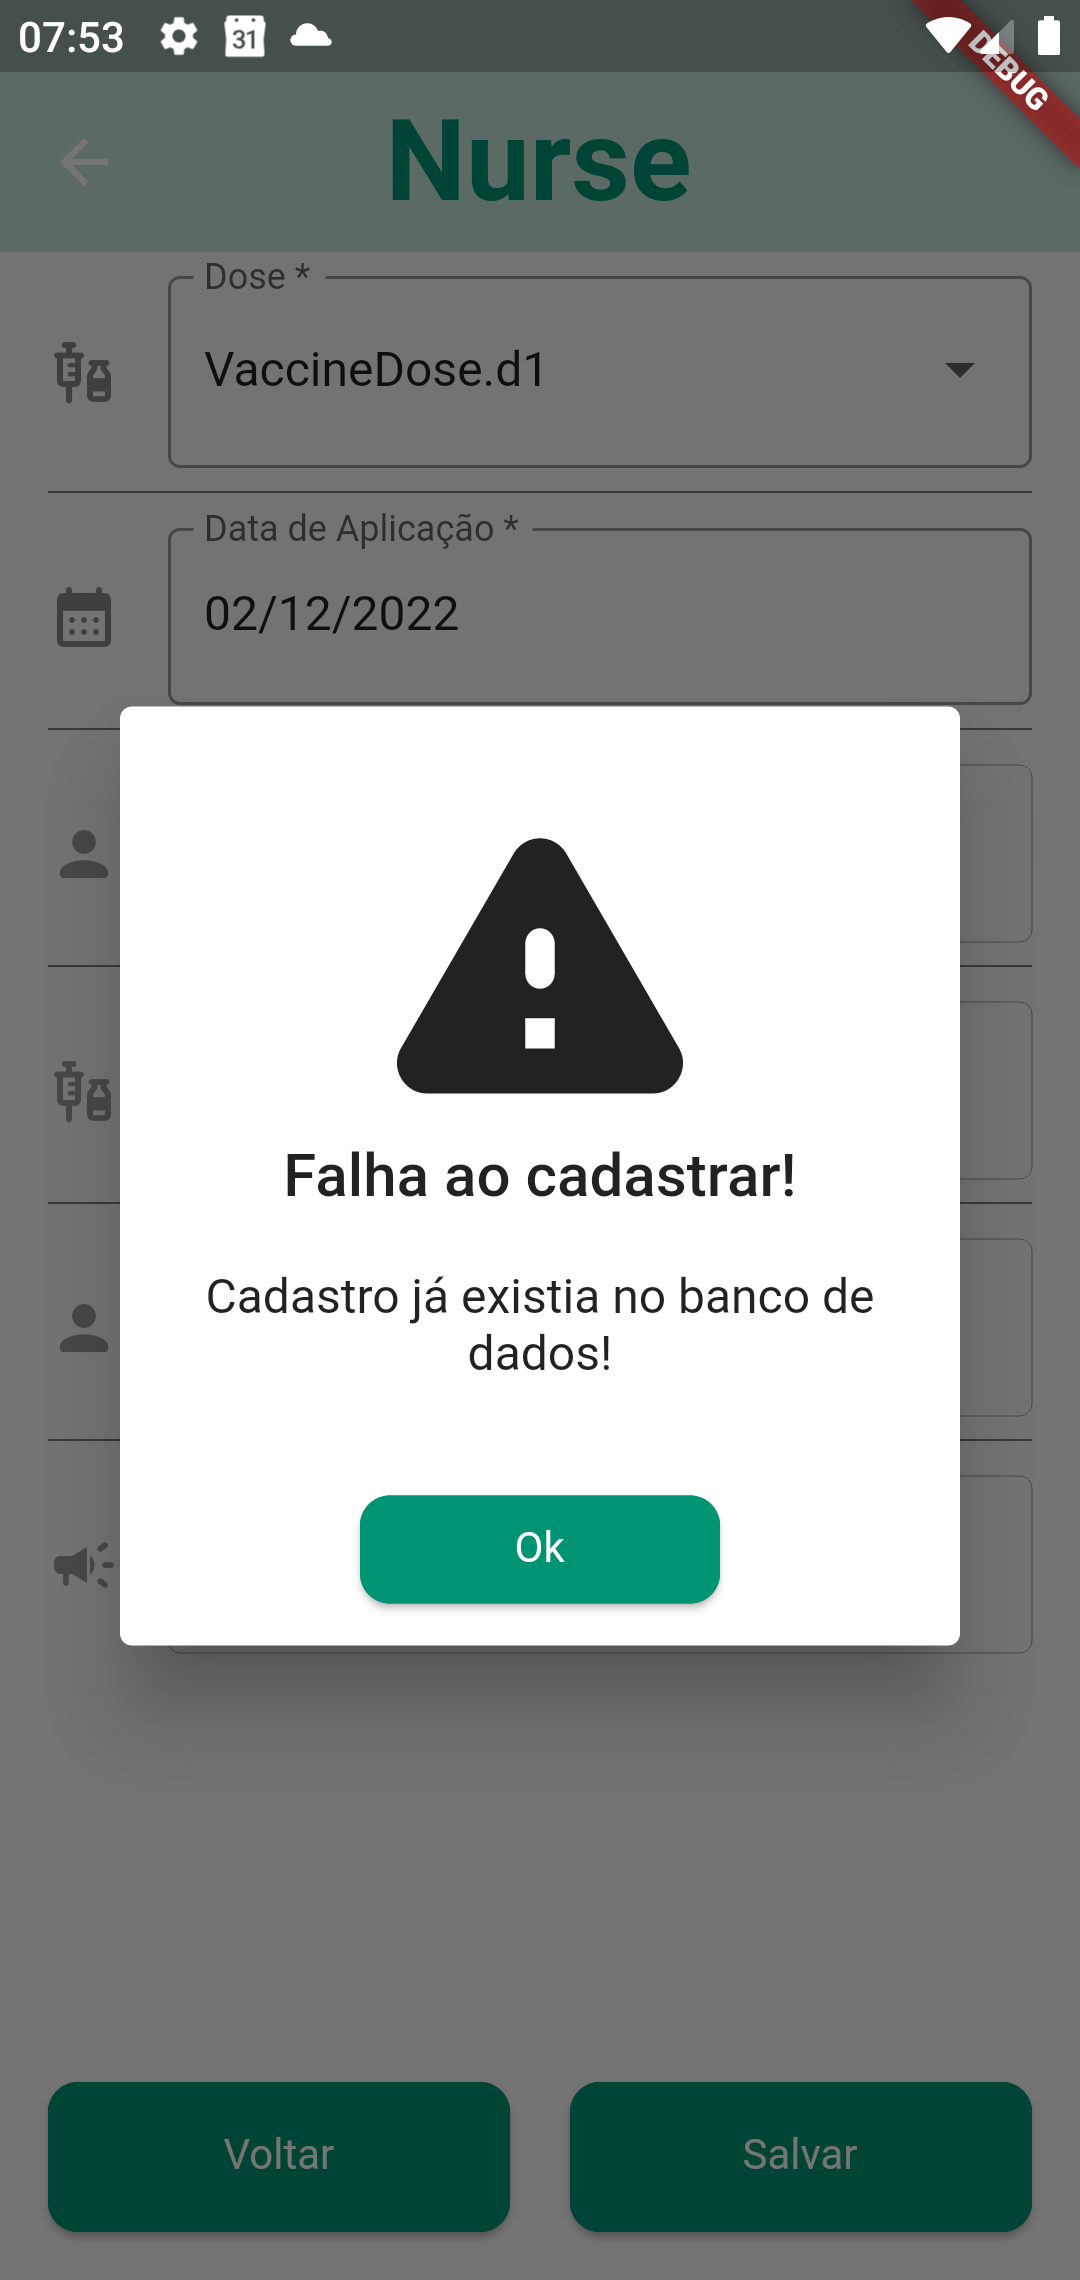 07:53
31
DEBUG
Nurse
Dose *
VaccineDose.d1
Data de Aplicação *
02/12/2022
Falha ao cadastrar!
Cadastro já existia no banco de
dados!
Ok
Voltar
Salvar